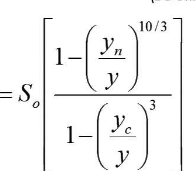 = S_o [ (1 - (y_n / y)^{10/3}) / (1 - (y_c / y)^3) ]